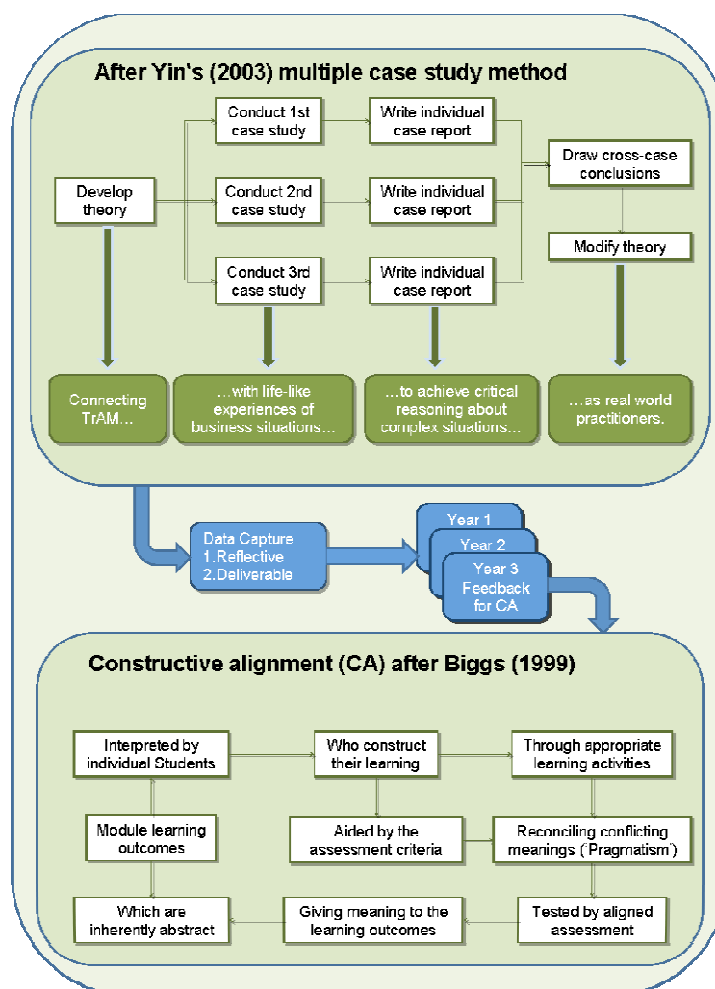 After Yin's (2003) multiple case study method
Conduct 1st
case study
Write individual
case report
Draw cross-case
conclusions
Develop
theory
Conduct 2nd
case study
Write individual
case report
Modify theory
Conduct 3rd
case study
Write individual
case report
Connecting
TrAM…
…with life-like
experiences of
business situations…
…to achieve critical
reasoning about
complex situations…
…as real world
practitioners.
Data Capture
1.Reflective
2.Deliverable
Year 1
Year 2
Year 3
Feedback
for CA
Constructive alignment (CA) after Biggs (1999)
Interpreted by
individual Students
Who construct
their learning
Through appropriate
learning activities
Module learning
outcomes
Aided by the
assessment criteria
Reconciling conflicting
meanings ('Pragmatism')
Which are
inherently abstract
Giving meaning to the
learning outcomes
Tested by aligned
assessment